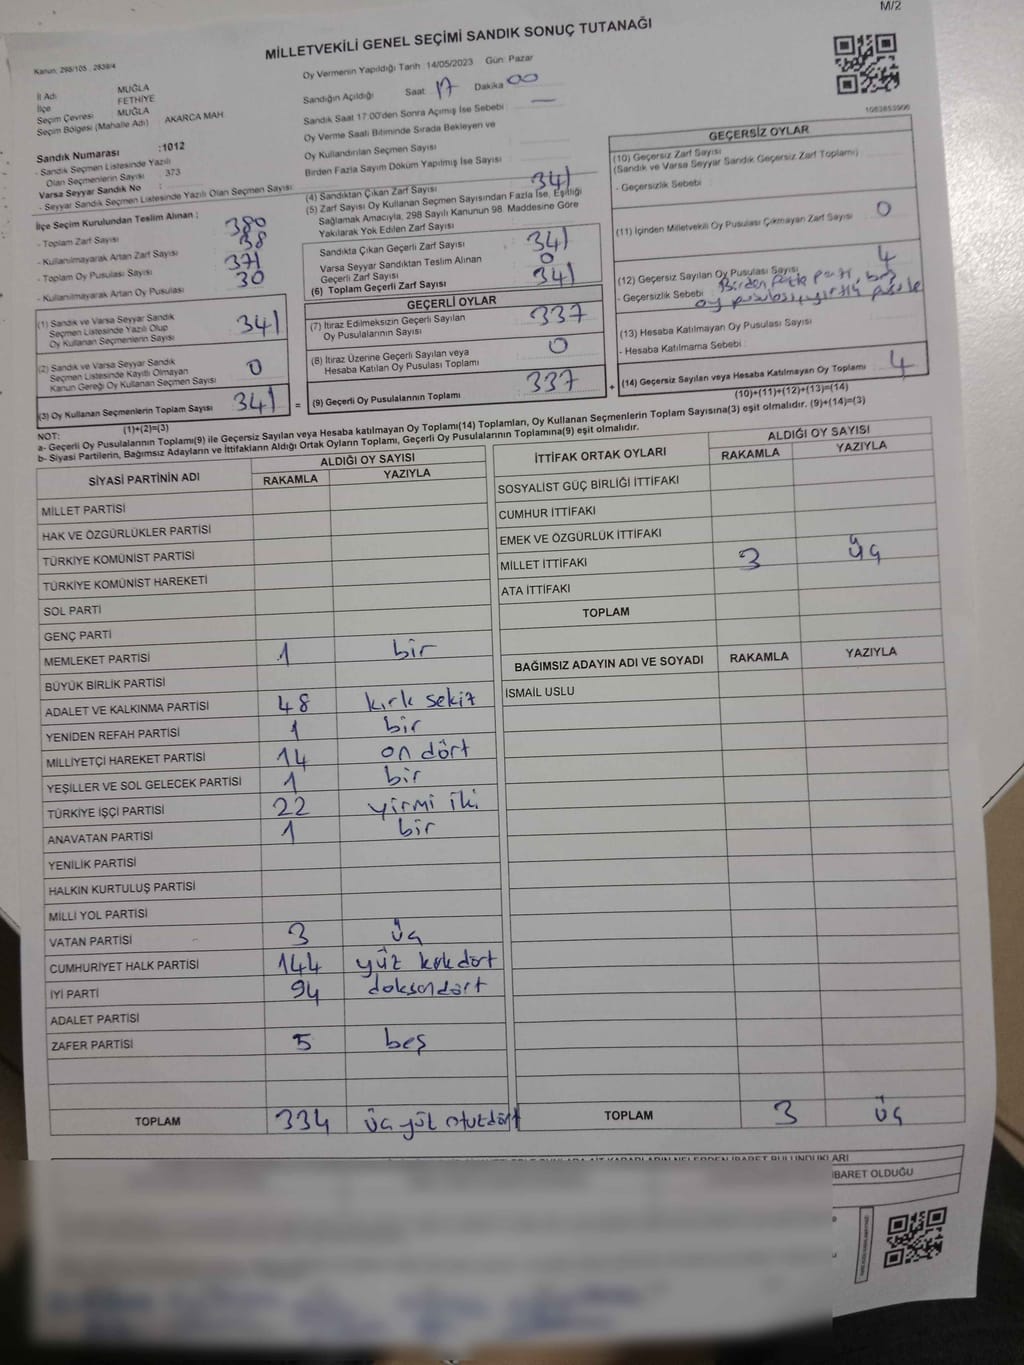 M/2
MİLLETVEKİLİ GENEL SEÇİMİ SANDIK SONUÇ TUTANAĞI
Kanun: 298/105 , 2839/4
İl Adı MUĞLA
İlçe FETHİYE
Seçim Çevresi MUĞLA
Seçim Bölgesi (Mahalle Adı) : AKARCA MAH
Sandık Numarası :1012
- Sandık Seçmen Listesinde Yazılı
Olan Seçmenlerin Sayısı : 373
Varsa Seyyar Sandık No :
- Seyyar Sandık Seçmen Listesinde Yazılı Olan Seçmen Sayısı
Oy Vermenin Yapıldığı Tarih : 14/05/2023 Gün: Pazar
Sandığın Açıldığı Saat 17 Dakika 00
Sandık Saat 17:00'den Sonra Açımış İse Sebebi : —
Oy Verme Saati Bitiminde Sırada Bekleyen ve
Oy Kullandırılan Seçmen Sayısı
Birden Fazla Sayım Döküm Yapılmış İse Sayısı
1083853906
İlçe Seçim Kurulundan Teslim Alınan :
- Toplam Zarf Sayısı 380
- Kullanılmayarak Artan Zarf Sayısı 38
- Toplam Oy Pusulası Sayısı 371
- Kullanılmayarak Artan Oy Pusulası 30
(1) Sandık ve Varsa Seyyar Sandık
Seçmen Listesinde Yazılı Olup
Oy Kullanan Seçmenlerin Sayısı 341
(2) Sandık ve Varsa Seyyar Sandık
Seçmen Listesinde Kayıtlı Olmayan
Kanun Gereği Oy Kullanan Seçmen Sayısı 0
(3) Oy Kullanan Seçmenlerin Toplam Sayısı 341
(1)+(2)=(3)
(4) Sandıktan Çıkan Zarf Sayısı 341
(5) Zarf Sayısı Oy Kullanan Seçmen Sayısından Fazla İse, Eşitliği
Sağlamak Amacıyla, 298 Sayılı Kanunun 98. Maddesine Göre
Yakılarak Yok Edilen Zarf Sayısı
Sandıkta Çıkan Geçerli Zarf Sayısı 341
Varsa Seyyar Sandıktan Teslim Alınan
Geçerli Zarf Sayısı : 0
(6) Toplam Geçerli Zarf Sayısı 341
GEÇERLİ OYLAR
(7) İtiraz Edilmeksizin Geçerli Sayılan
Oy Pusulalarının Sayısı : 337
(8) İtiraz Üzerine Geçerli Sayılan veya
Hesaba Katılan Oy Pusulası Toplamı : 0
= (9) Geçerli Oy Pusulalarının Toplamı : 337
GEÇERSİZ OYLAR
(10) Geçersiz Zarf Sayısı
(Sandık ve Varsa Seyyar Sandık Geçersiz Zarf Toplamı)
- Geçersizlik Sebebi :
(11) İçinden Milletvekili Oy Pusulası Çıkmayan Zarf Sayısı 0
(12) Geçersiz Sayılan Oy Pusulası Sayısı 4
- Geçersizlik Sebebi : Birden fazla parti, boş
oy pusulası
(13) Hesaba Katılmayan Oy Pusulası Sayısı
- Hesaba Katılmama Sebebi
+ (14) Geçersiz Sayılan veya Hesaba Katılmayan Oy Toplamı 4
(10)+(11)+(12)+(13)=(14)
NOT:
a- Geçerli Oy Pusulalarının Toplamı(9) ile Geçersiz Sayılan veya Hesaba katılmayan Oy Toplamı(14) Toplamları, Oy Kullanan Seçmenlerin Toplam Sayısına(3) eşit olmalıdır. (9)+(14)=(3)
b- Siyasi Partilerin, Bağımsız Adayların ve İttifakların Aldığı Ortak Oyların Toplamı, Geçerli Oy Pusulalarının Toplamına(9) eşit olmalıdır.
SİYASİ PARTİNİN ADI ALDIĞI OY SAYISI
RAKAMLA YAZIYLA
MİLLET PARTİSİ
HAK VE ÖZGÜRLÜKLER PARTİSİ
TÜRKİYE KOMÜNİST PARTİSİ
TÜRKİYE KOMÜNİST HAREKETİ
SOL PARTİ
GENÇ PARTİ
MEMLEKET PARTİSİ 1 bir
BÜYÜK BİRLİK PARTİSİ
ADALET VE KALKINMA PARTİSİ 48 kırk sekiz
YENİDEN REFAH PARTİSİ 1 bir
MİLLİYETÇİ HAREKET PARTİSİ 14 on dört
YEŞİLLER VE SOL GELECEK PARTİSİ 1 bir
TÜRKİYE İŞÇİ PARTİSİ 22 yirmi iki
ANAVATAN PARTİSİ 1 bir
YENİLİK PARTİSİ
HALKIN KURTULUŞ PARTİSİ
MİLLİ YOL PARTİSİ
VATAN PARTİSİ 3 üç
CUMHURİYET HALK PARTİSİ 144 yüz kırkdört
İYİ PARTİ 94 doksandört
ADALET PARTİSİ
ZAFER PARTİSİ 5 beş
TOPLAM 334 üç yüz otuzdört
İTTİFAK ORTAK OYLARI ALDIĞI OY SAYISI
RAKAMLA YAZIYLA
SOSYALİST GÜÇ BİRLİĞİ İTTİFAKI
CUMHUR İTTİFAKI
EMEK VE ÖZGÜRLÜK İTTİFAKI
MİLLET İTTİFAKI 3 üç
ATA İTTİFAKI
TOPLAM
BAĞIMSIZ ADAYIN ADI VE SOYADI RAKAMLA YAZIYLA
İSMAİL USLU
TOPLAM 3 üç
BULUNDUKLARI
İBARET OLDUĞU